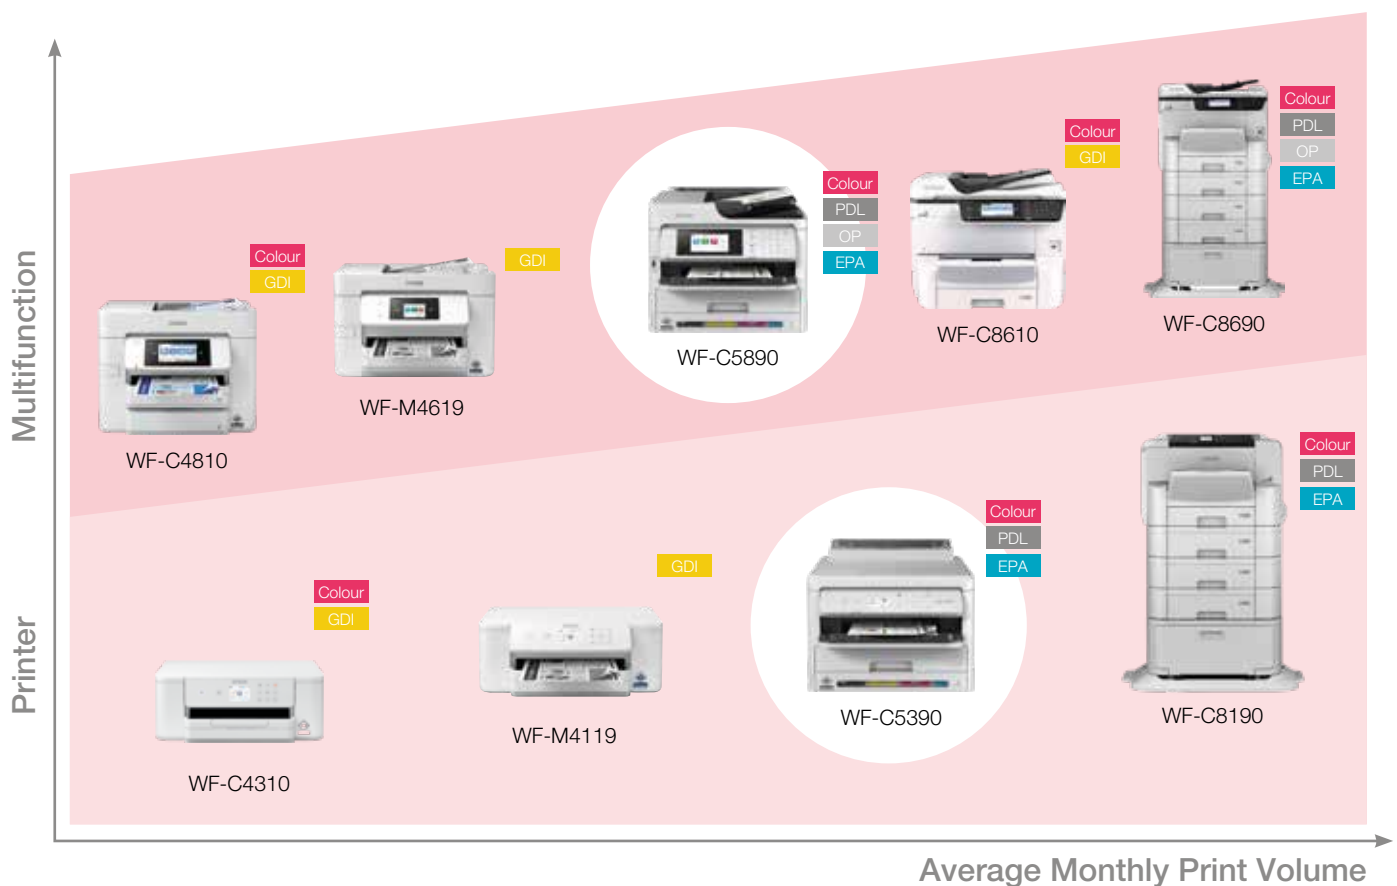 Multifunction
Printer
Colour
PDL
OP
EPA
WF-C8690
Colour
GDI
WF-C8610
Colour
PDL
OP
EPA
WF-C5890
GDI
WF-M4619
Colour
GDI
WF-C4810
Colour
PDL
EPA
WF-C8190
Colour
PDL
EPA
WF-C5390
GDI
WF-M4119
Colour
GDI
WF-C4310
Average Monthly Print Volume